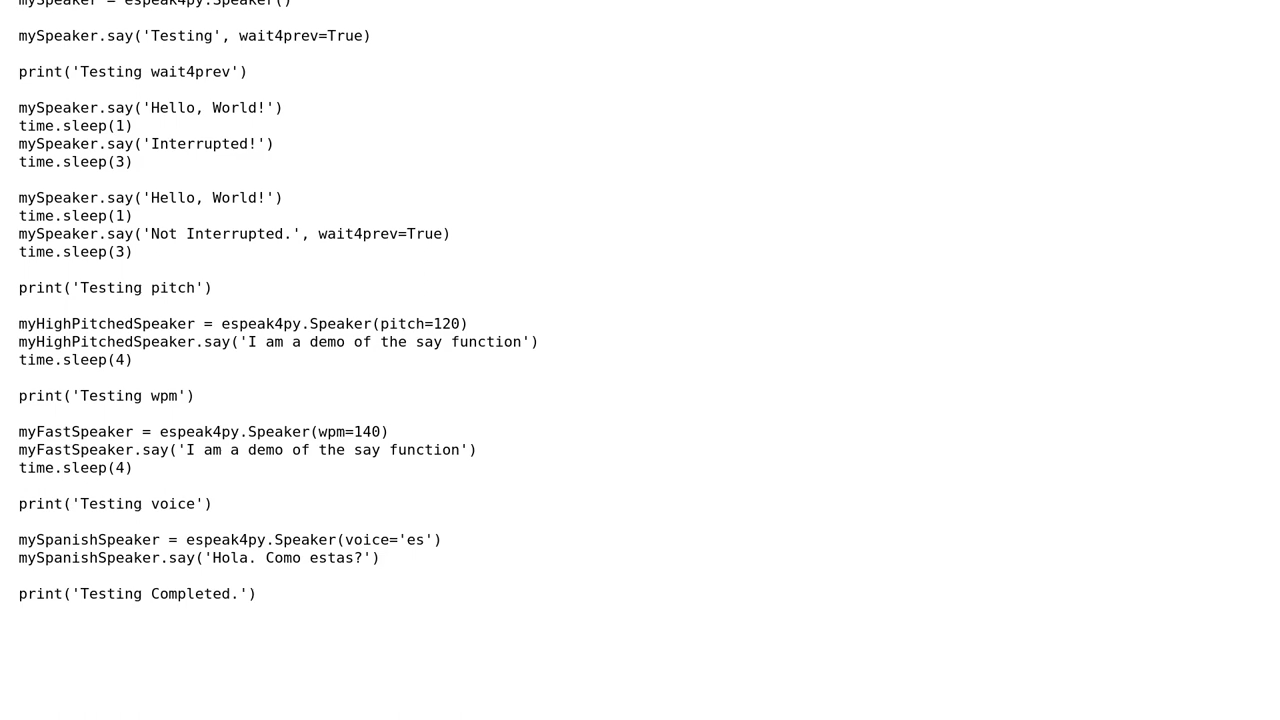 mySpeaker = espeak4py.Speaker()
mySpeaker.say('Testing', wait4prev=True)
print('Testing wait4prev')
mySpeaker.say('Hello, World!')
time.sleep(1)
mySpeaker.say('Interrupted!')
time.sleep(3)
mySpeaker.say('Hello, World!')
time.sleep(1)
mySpeaker.say('Not Interrupted.', wait4prev=True)
time.sleep(3)
print('Testing pitch')
myHighPitchedSpeaker = espeak4py.Speaker(pitch=120)
myHighPitchedSpeaker.say('I am a demo of the say function')
time.sleep(4)
print('Testing wpm')
myFastSpeaker = espeak4py.Speaker(wpm=140)
myFastSpeaker.say('I am a demo of the say function')
time.sleep(4)
print('Testing voice')
mySpanishSpeaker = espeak4py.Speaker(voice='es')
mySpanishSpeaker.say('Hola. Como estas?')
print('Testing Completed.')